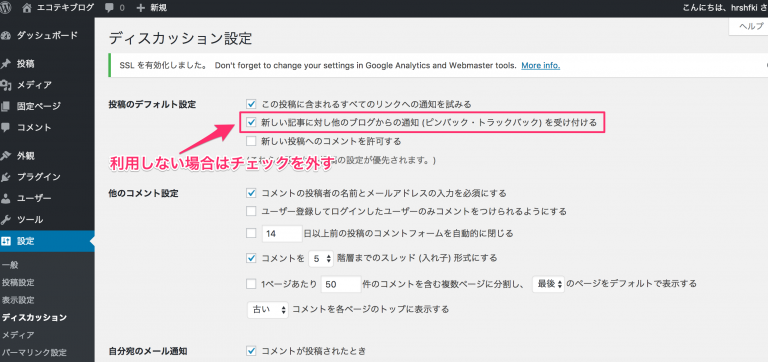 エコテキブログ 0 + 新規 こんにちは、hrshfki さ
ヘルプ
ダッシュボード
投稿
メディア
固定ページ
コメント
外観
プラグイン
ユーザー
ツール
設定
一般
投稿設定
表示設定
ディスカッション
メディア
パーマリンク設定
ディスカッション設定
SSL を有効化しました。 Don't forget to change your settings in Google Analytics and Webmaster tools. More info.
投稿のデフォルト設定
この投稿に含まれるすべてのリンクへの通知を試みる
新しい記事に対し他のブログからの通知 (ピンバック・トラックバック) を受け付ける
新しい投稿へのコメントを許可する
の設定が優先されます。)
利用しない場合はチェックを外す
他のコメント設定
コメントの投稿者の名前とメールアドレスの入力を必須にする
ユーザー登録してログインしたユーザーのみコメントをつけられるようにする
14 日以上前の投稿のコメントフォームを自動的に閉じる
コメントを 5 階層までのスレッド (入れ子) 形式にする
1ページあたり 50 件のコメントを含む複数ページに分割し、 最後 のページをデフォルトで表示する
古い コメントを各ページのトップに表示する
自分宛のメール通知
コメントが投稿されたとき